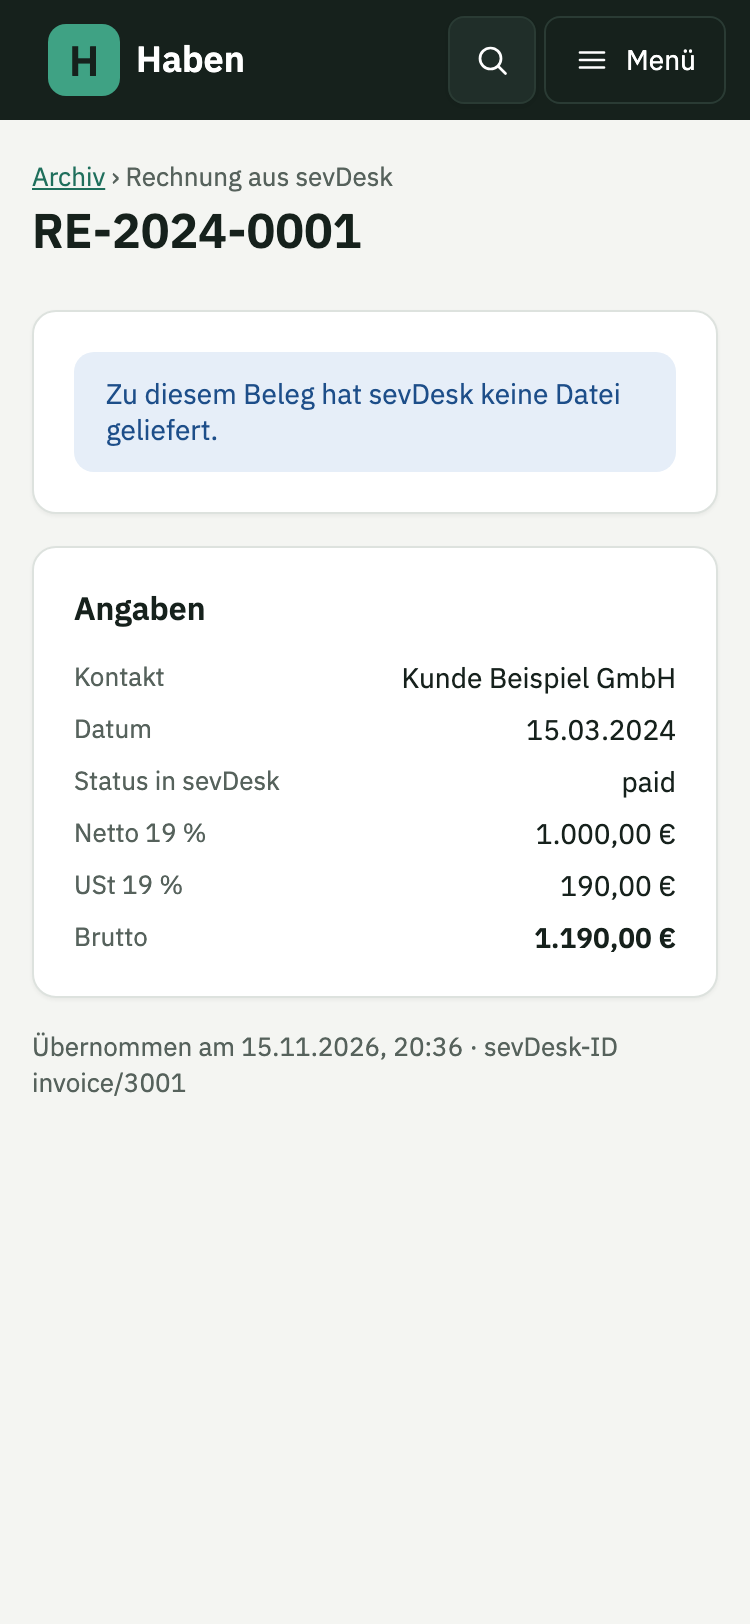 H Haben
Menü
Archiv › Rechnung aus sevDesk
RE-2024-0001
Zu diesem Beleg hat sevDesk keine Datei
geliefert.
Angaben
Kontakt Kunde Beispiel GmbH
Datum 15.03.2024
Status in sevDesk paid
Netto 19 % 1.000,00 €
USt 19 % 190,00 €
Brutto 1.190,00 €
Übernommen am 15.11.2026, 20:36 · sevDesk-ID
invoice/3001